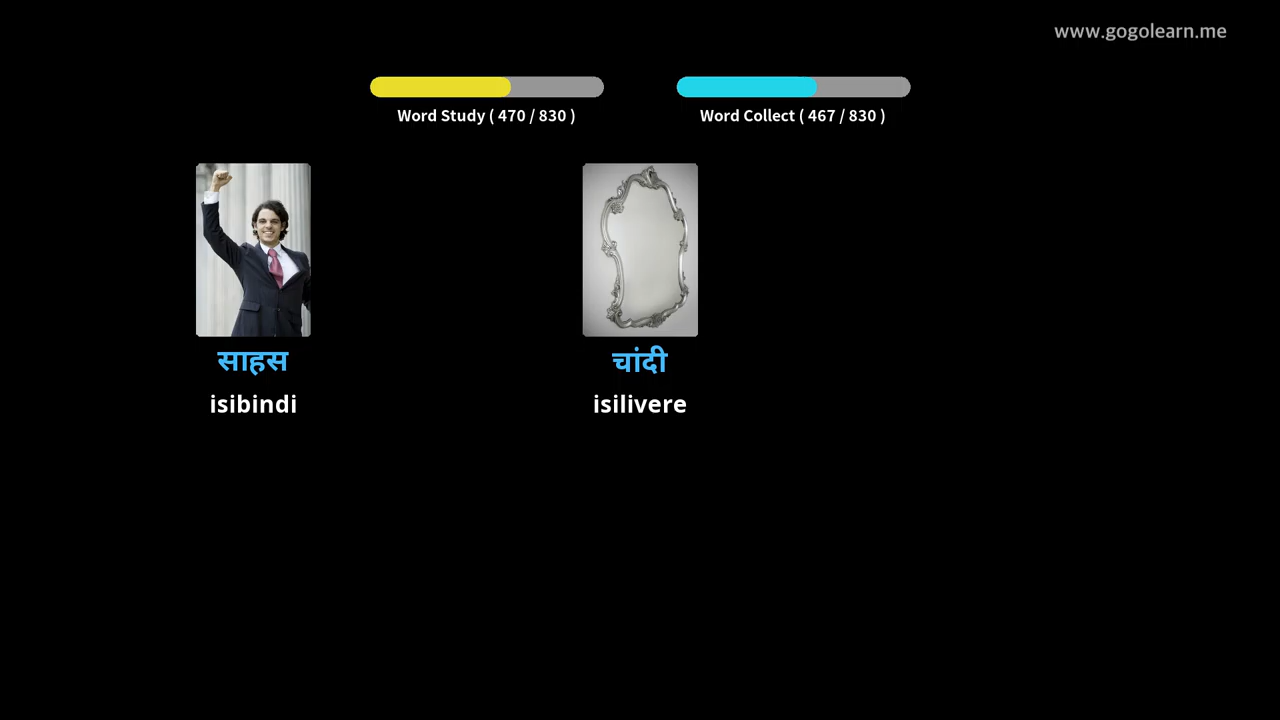 www.gogolearn.me
Word Study ( 470 / 830 )
Word Collect ( 467 / 830 )
साहस
चांदी
isibindi
isilivere